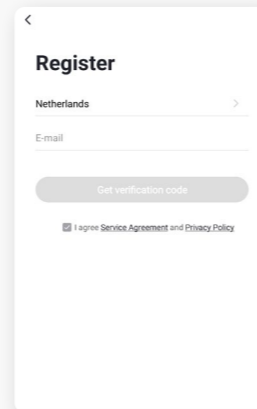 Register
Netherlands
E-mail
Get verification code
I agree Service Agreement and Privacy Policy